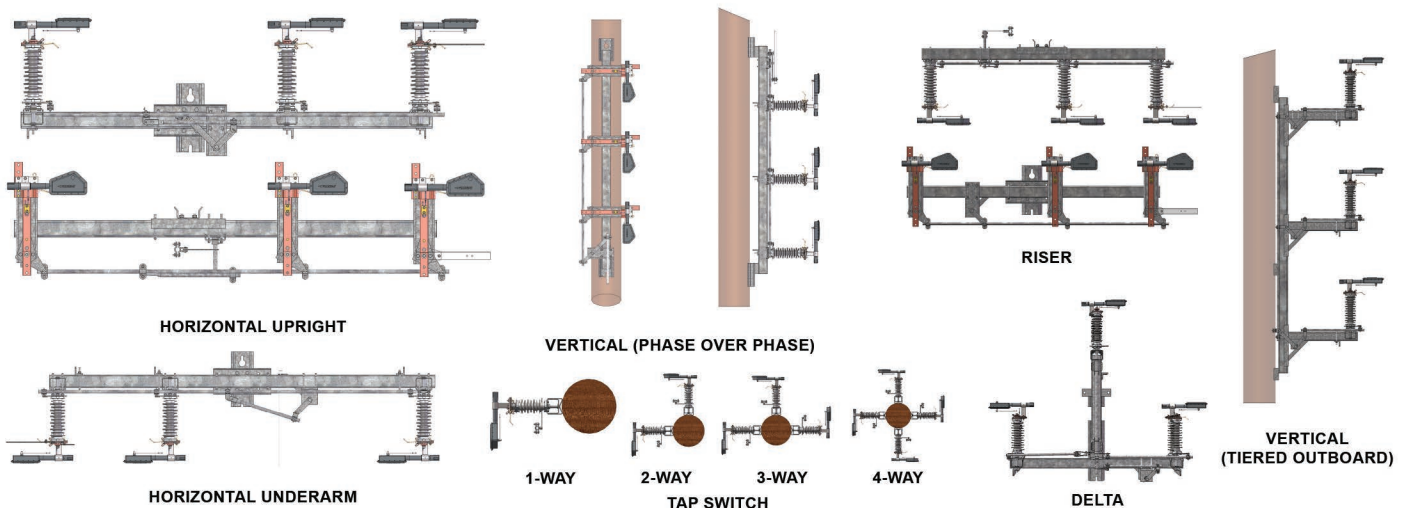 RISER
HORIZONTAL UPRIGHT
VERTICAL (PHASE OVER PHASE)
VERTICAL
(TIERED OUTBOARD)
HORIZONTAL UNDERARM
1-WAY
2-WAY
3-WAY
4-WAY
TAP SWITCH
DELTA